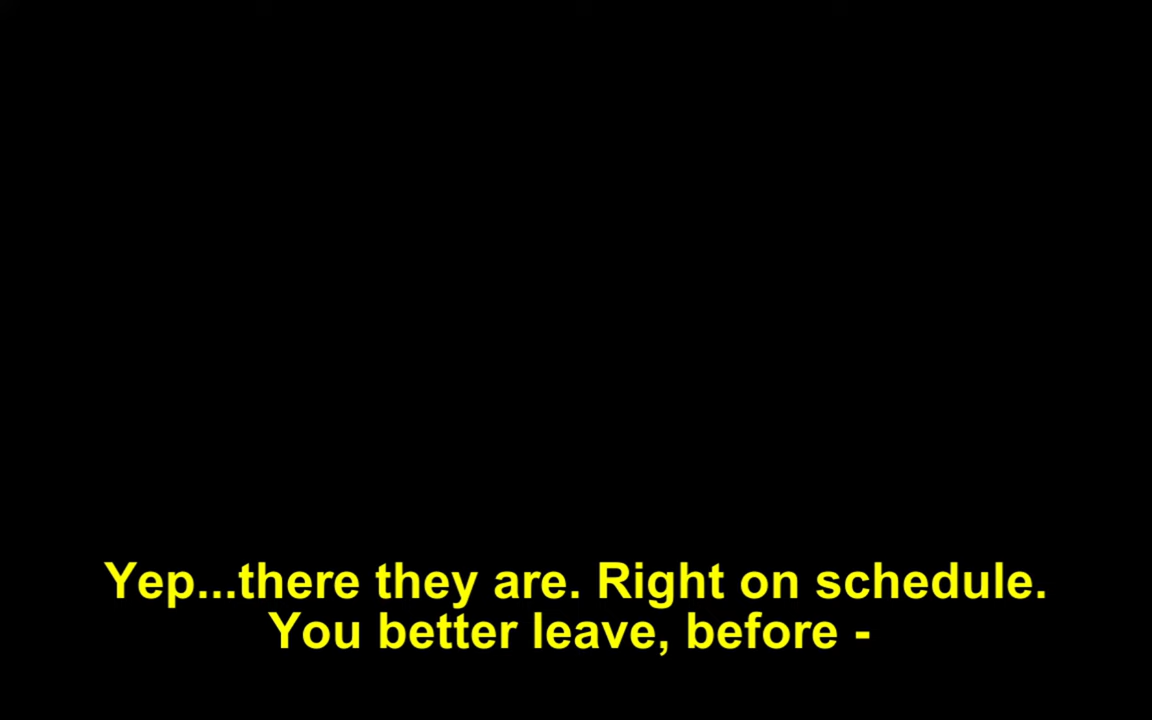 Yep...there they are. Right on schedule.
You better leave, before -